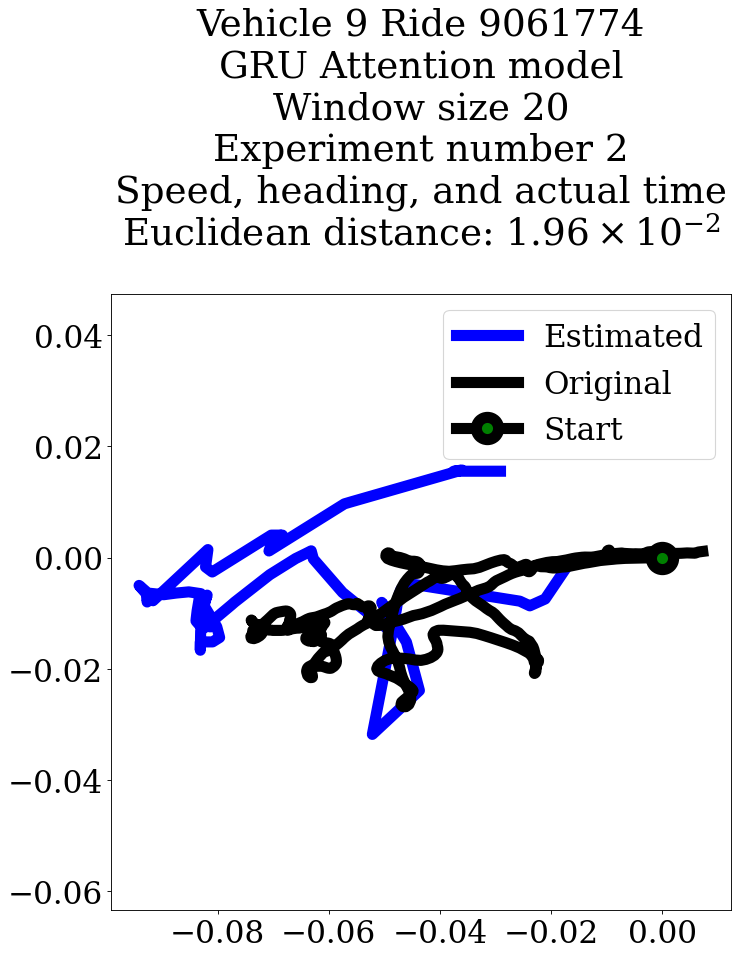 Vehicle 9 Ride 9061774
GRU Attention model
Window size 20
Experiment number 2
Speed, heading, and actual time
Euclidean distance: 1.96 × 10⁻²
Estimated
Original
Start
0.04
0.02
0.00
−0.02
−0.04
−0.06
−0.08 −0.06 −0.04 −0.02 0.00